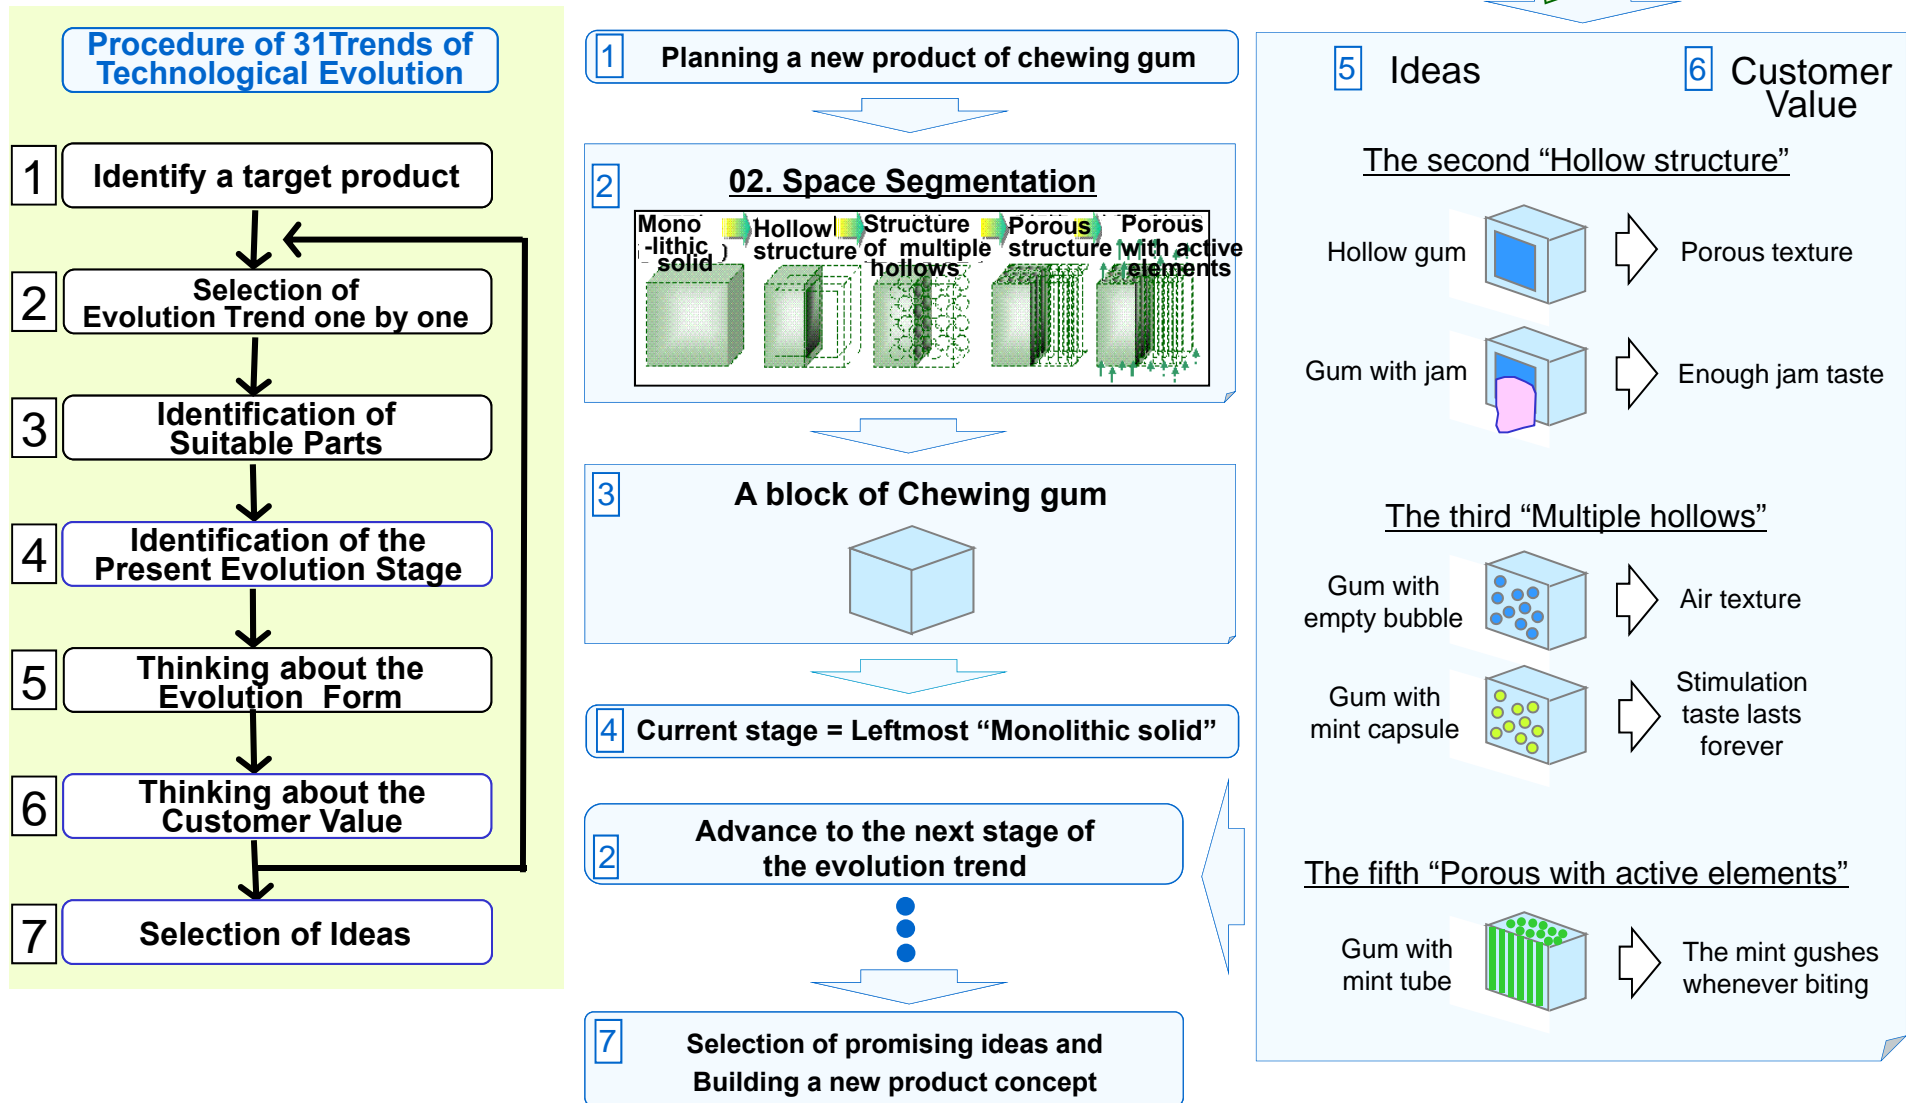 Procedure of 31Trends of
Technological Evolution
1
Identify a target product
2
Selection of
Evolution Trend one by one
3
Identification of
Suitable Parts
4
Identification of the
Present Evolution Stage
5
Thinking about the
Evolution Form
6
Thinking about the
Customer Value
7
Selection of Ideas
1
Planning a new product of chewing gum
2
02. Space Segmentation
Mono
-lithic
solid
Hollow
structure
Structure
of multiple
hollows
Porous
structure
Porous
with active
elements
3
A block of Chewing gum
4
Current stage = Leftmost “Monolithic solid”
2
Advance to the next stage of
the evolution trend
7
Selection of promising ideas and
Building a new product concept
5
Ideas
6
Customer
Value
The second “Hollow structure”
Hollow gum
Porous texture
Gum with jam
Enough jam taste
The third “Multiple hollows”
Gum with
empty bubble
Air texture
Gum with
mint capsule
Stimulation
taste lasts
forever
The fifth “Porous with active elements”
Gum with
mint tube
The mint gushes
whenever biting